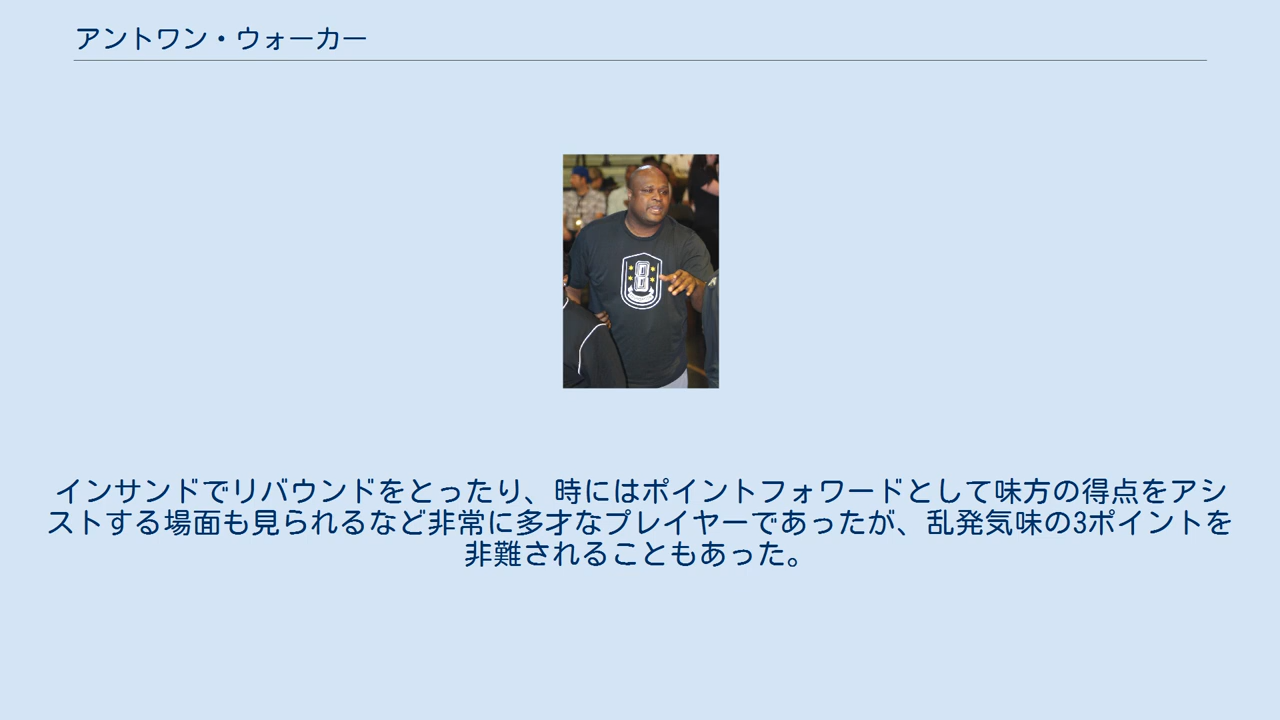 アントワン・ウォーカー
8
インサンドでリバウンドをとったり、時にはポイントフォワードとして味方の得点をアシ
ストする場面も見られるなど非常に多才なプレイヤーであったが、乱発気味の3ポイントを
非難されることもあった。